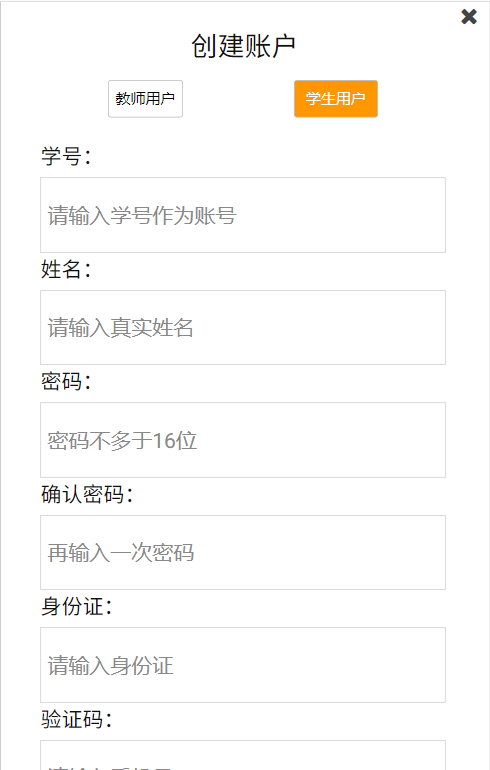 创建账户
教师用户 学生用户
学号：
请输入学号作为账号
姓名：
请输入真实姓名
密码：
密码不多于16位
确认密码：
再输入一次密码
身份证：
请输入身份证
验证码：